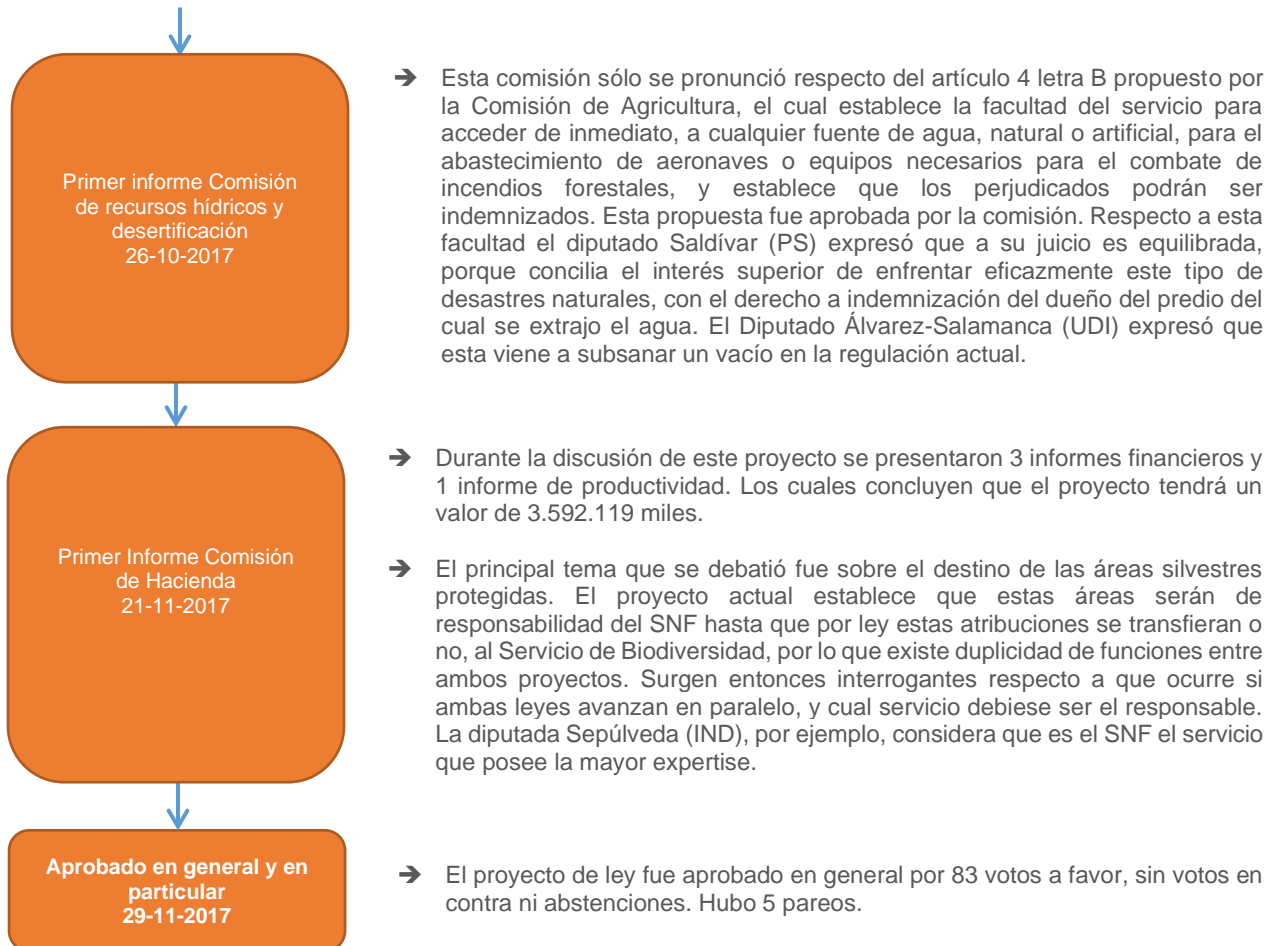 Primer informe Comisión
de recursos hídricos y
desertificación
26-10-2017
➔ Esta comisión sólo se pronunció respecto del artículo 4 letra B propuesto por
la Comisión de Agricultura, el cual establece la facultad del servicio para
acceder de inmediato, a cualquier fuente de agua, natural o artificial, para el
abastecimiento de aeronaves o equipos necesarios para el combate de
incendios forestales, y establece que los perjudicados podrán ser
indemnizados. Esta propuesta fue aprobada por la comisión. Respecto a esta
facultad el diputado Saldívar (PS) expresó que a su juicio es equilibrada,
porque concilia el interés superior de enfrentar eficazmente este tipo de
desastres naturales, con el derecho a indemnización del dueño del predio del
cual se extrajo el agua. El Diputado Álvarez-Salamanca (UDI) expresó que
esta viene a subsanar un vacío en la regulación actual.
Primer Informe Comisión
de Hacienda
21-11-2017
➔ Durante la discusión de este proyecto se presentaron 3 informes financieros y
1 informe de productividad. Los cuales concluyen que el proyecto tendrá un
valor de 3.592.119 miles.
➔ El principal tema que se debatió fue sobre el destino de las áreas silvestres
protegidas. El proyecto actual establece que estas áreas serán de
responsabilidad del SNF hasta que por ley estas atribuciones se transfieran o
no, al Servicio de Biodiversidad, por lo que existe duplicidad de funciones entre
ambos proyectos. Surgen entonces interrogantes respecto a que ocurre si
ambas leyes avanzan en paralelo, y cual servicio debiese ser el responsable.
La diputada Sepúlveda (IND), por ejemplo, considera que es el SNF el servicio
que posee la mayor expertise.
Aprobado en general y en
particular
29-11-2017
➔ El proyecto de ley fue aprobado en general por 83 votos a favor, sin votos en
contra ni abstenciones. Hubo 5 pareos.